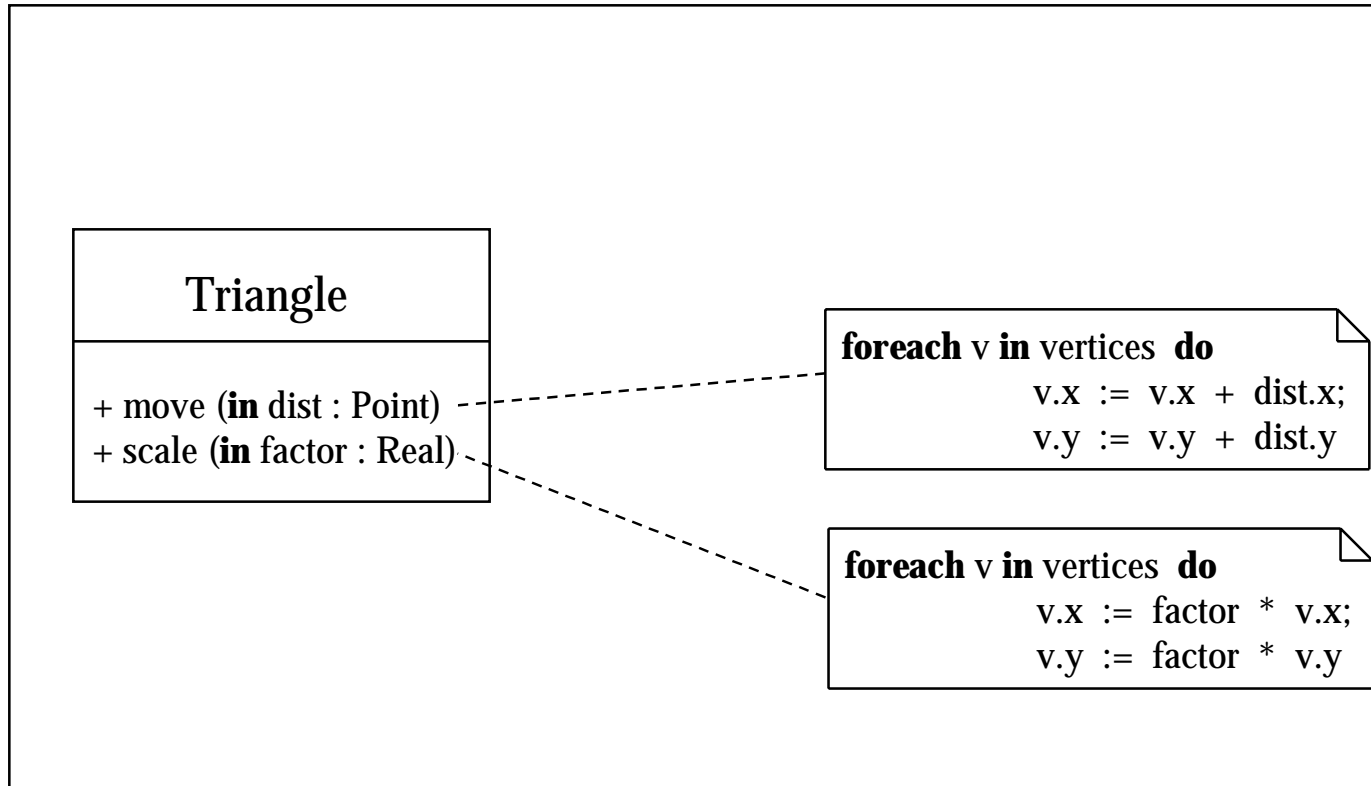 Triangle
+ move (in dist : Point)
+ scale (in factor : Real)
foreach v in vertices do
v.x := v.x + dist.x;
v.y := v.y + dist.y
foreach v in vertices do
v.x := factor * v.x;
v.y := factor * v.y